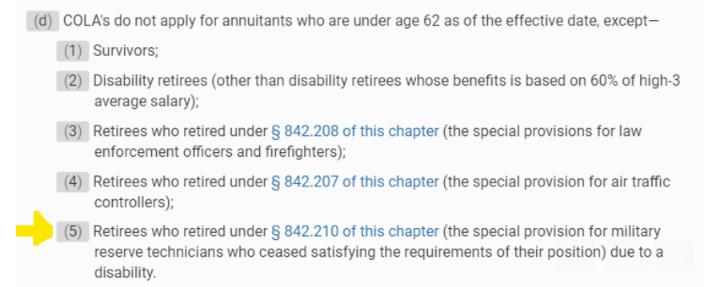 (d) COLA's do not apply for annuitants who are under age 62 as of the effective date, except—
(1) Survivors;
(2) Disability retirees (other than disability retirees whose benefits is based on 60% of high-3
average salary);
(3) Retirees who retired under § 842.208 of this chapter (the special provisions for law
enforcement officers and firefighters);
(4) Retirees who retired under § 842.207 of this chapter (the special provision for air traffic
controllers);
(5) Retirees who retired under § 842.210 of this chapter (the special provision for military
reserve technicians who ceased satisfying the requirements of their position) due to a
disability.